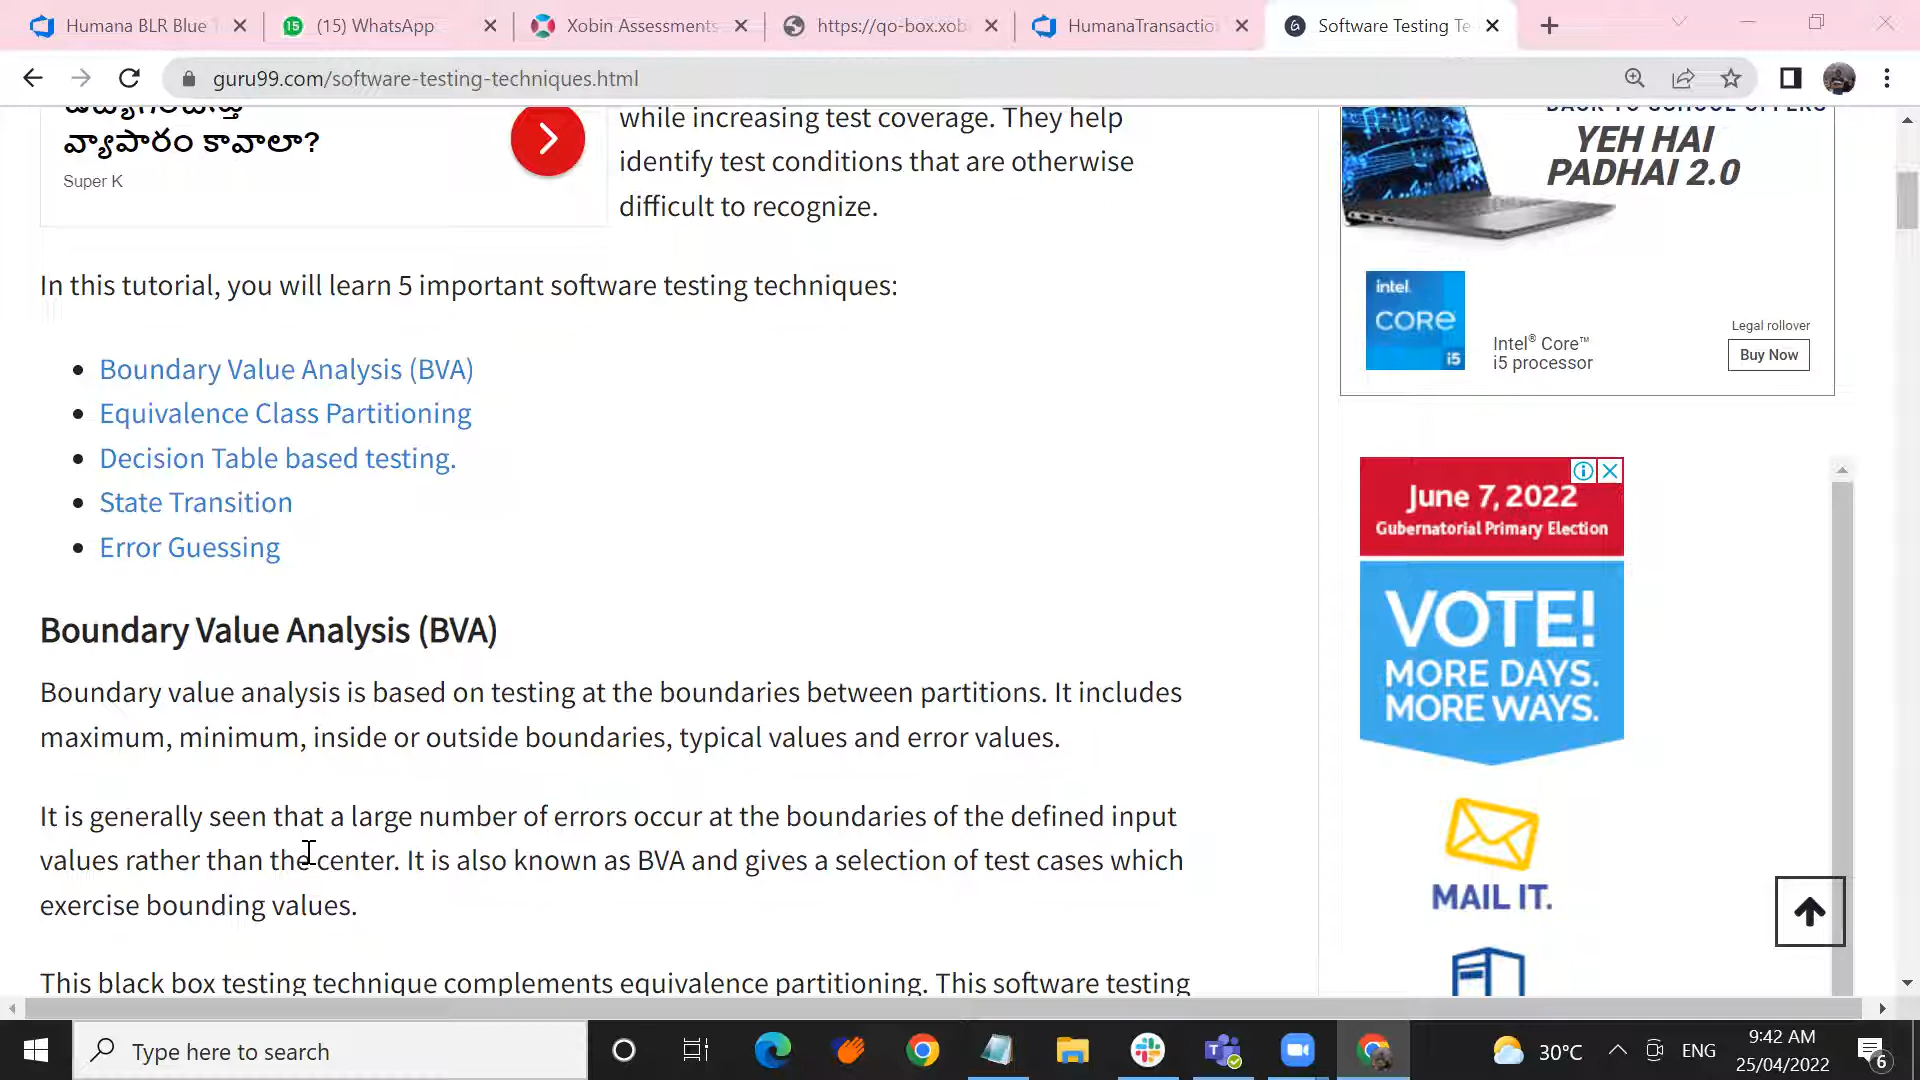 Humana BLR Blue T
(15) WhatsApp
Xobin Assessments
https://qo-box.xob
HumanaTransactio
Software Testing Te
guru99.com/software-testing-techniques.html
వ్యాపారం కావాలా?
Super K
while increasing test coverage. They help
identify test conditions that are otherwise
difficult to recognize.
In this tutorial, you will learn 5 important software testing techniques:
Boundary Value Analysis (BVA)
Equivalence Class Partitioning
Decision Table based testing.
State Transition
Error Guessing
Boundary Value Analysis (BVA)
Boundary value analysis is based on testing at the boundaries between partitions. It includes
maximum, minimum, inside or outside boundaries, typical values and error values.
It is generally seen that a large number of errors occur at the boundaries of the defined input
values rather than the center. It is also known as BVA and gives a selection of test cases which
exercise bounding values.
This black box testing technique complements equivalence partitioning. This software testing
BACK TO SCHOOL OFFERS
YEH HAI
PADHAI 2.0
intel
CORE
i5
Intel® Core™
i5 processor
Legal rollover
Buy Now
June 7, 2022
Gubernatorial Primary Election
VOTE!
MORE DAYS.
MORE WAYS.
MAIL IT.
Type here to search
30°C
ENG
9:42 AM
25/04/2022
6